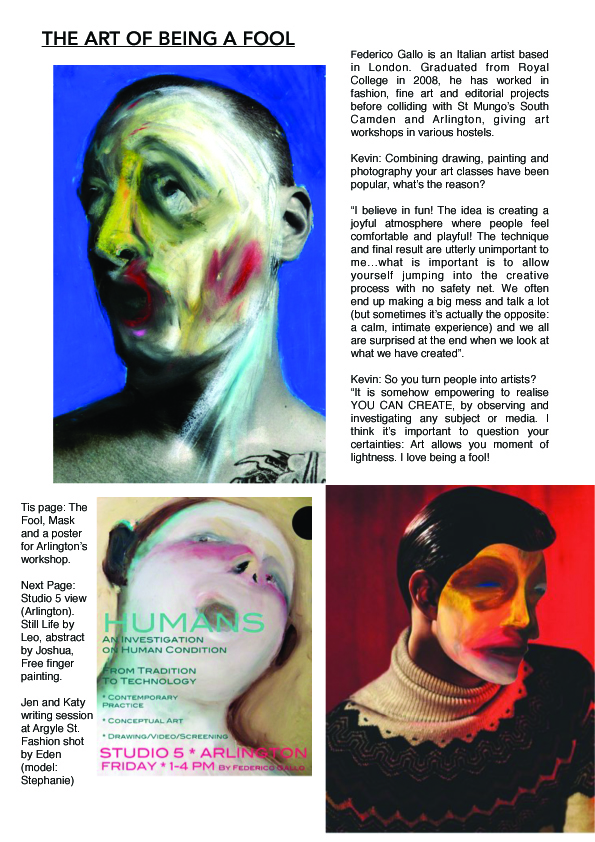 THE ART OF BEING A FOOL
Federico Gallo is an Italian artist based
in London. Graduated from Royal
College in 2008, he has worked in
fashion, fine art and editorial projects
before colliding with St Mungo's South
Camden and Arlington, giving art
workshops in various hostels.
Kevin: Combining drawing, painting and
photography your art classes have been
popular, what's the reason?
“I believe in fun! The idea is creating a
joyful atmosphere where people feel
comfortable and playful! The technique
and final result are utterly unimportant to
me…what is important is to allow
yourself jumping into the creative
process with no safety net. We often
end up making a big mess and talk a lot
(but sometimes it's actually the opposite:
a calm, intimate experience) and we all
are surprised at the end when we look at
what we have created”.
Kevin: So you turn people into artists?
“It is somehow empowering to realise
YOU CAN CREATE, by observing and
investigating any subject or media. I
think it's important to question your
certainties: Art allows you moment of
lightness. I love being a fool!
Tis page: The
Fool, Mask
and a poster
for Arlington's
workshop.
Next Page:
Studio 5 view
(Arlington).
Still Life by
Leo, abstract
by Joshua,
Free finger
painting.
Jen and Katy
writing session
at Argyle St.
Fashion shot
by Eden
(model:
Stephanie)
HUMANS
AN INVESTIGATION
ON HUMAN CONDITION
FROM TRADITION
TO TECHNOLOGY
* CONTEMPORARY
PRACTICE
* CONCEPTUAL ART
* DRAWING/VIDEO/SCREENING
STUDIO 5 * ARLINGTON
FRIDAY * 1-4 PM BY FEDERICO GALLO